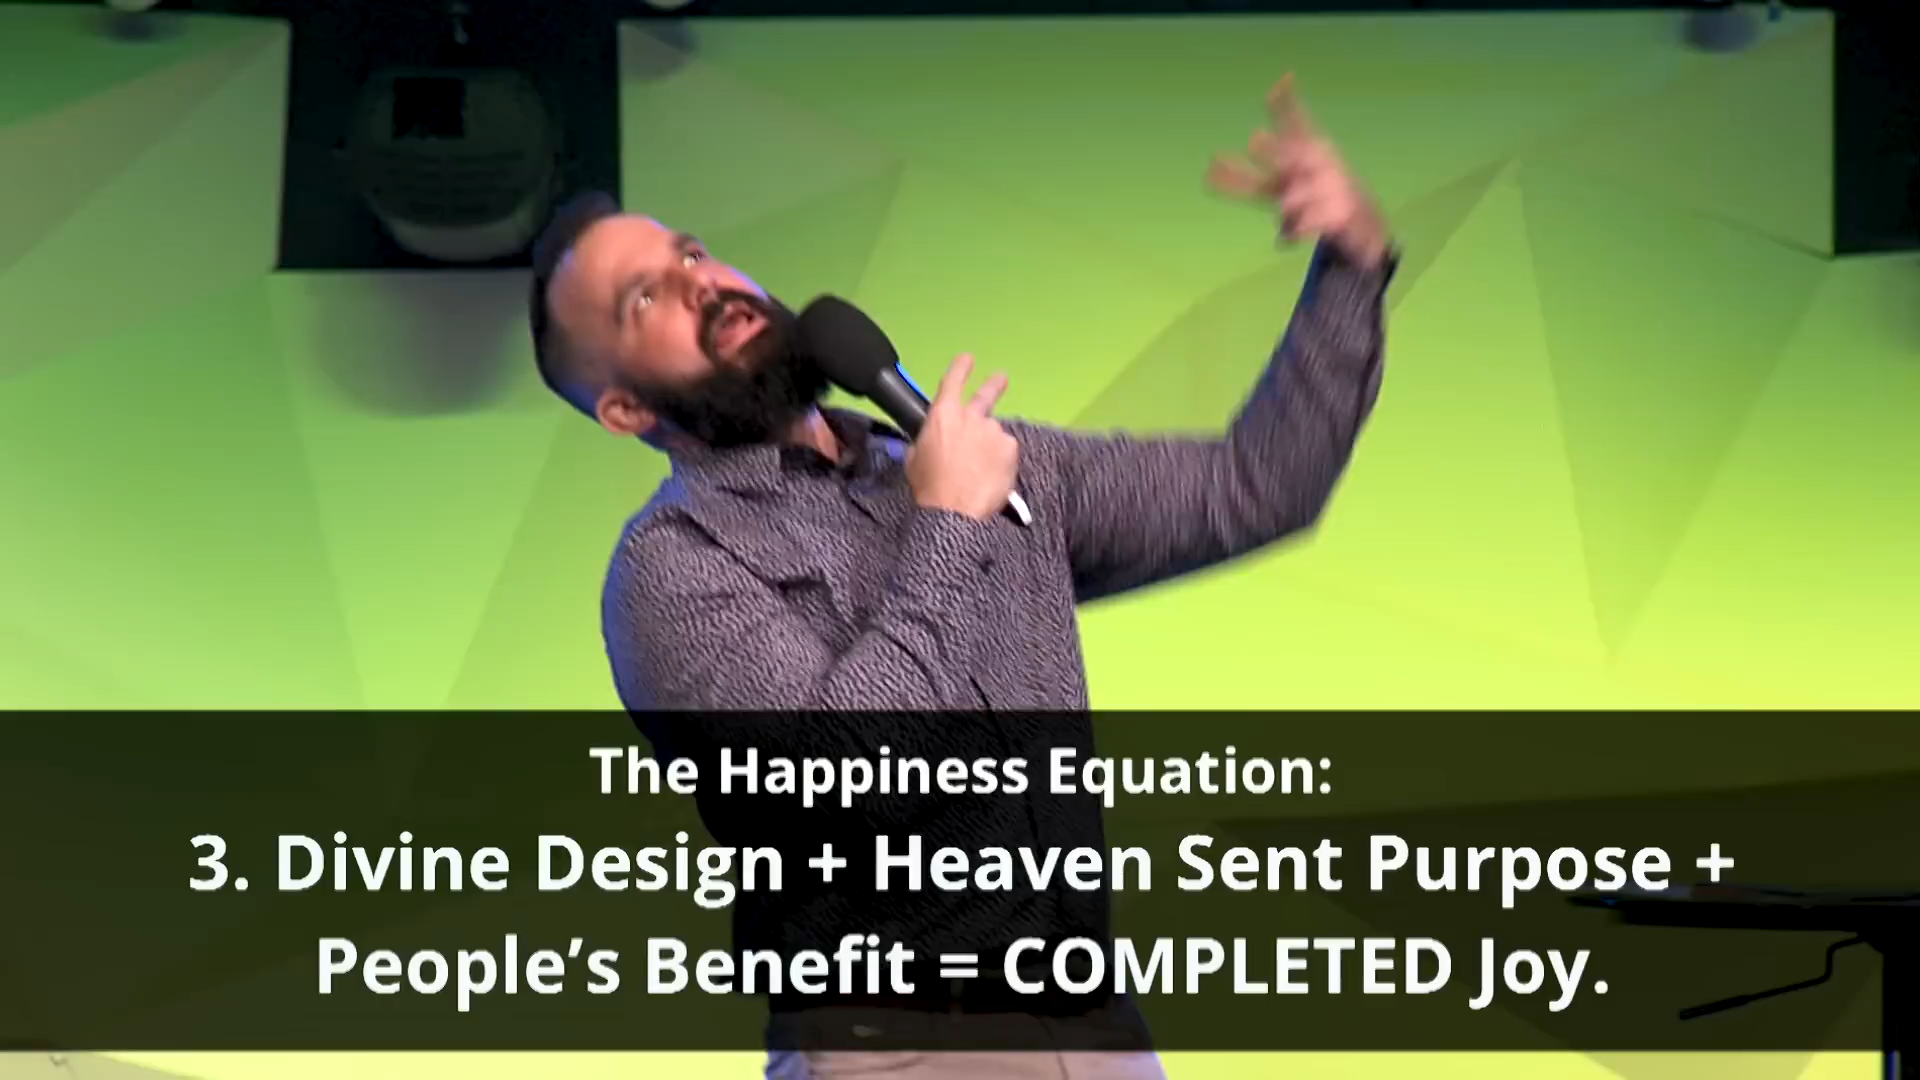 The Happiness Equation:
3. Divine Design + Heaven Sent Purpose +
People’s Benefit = COMPLETED Joy.